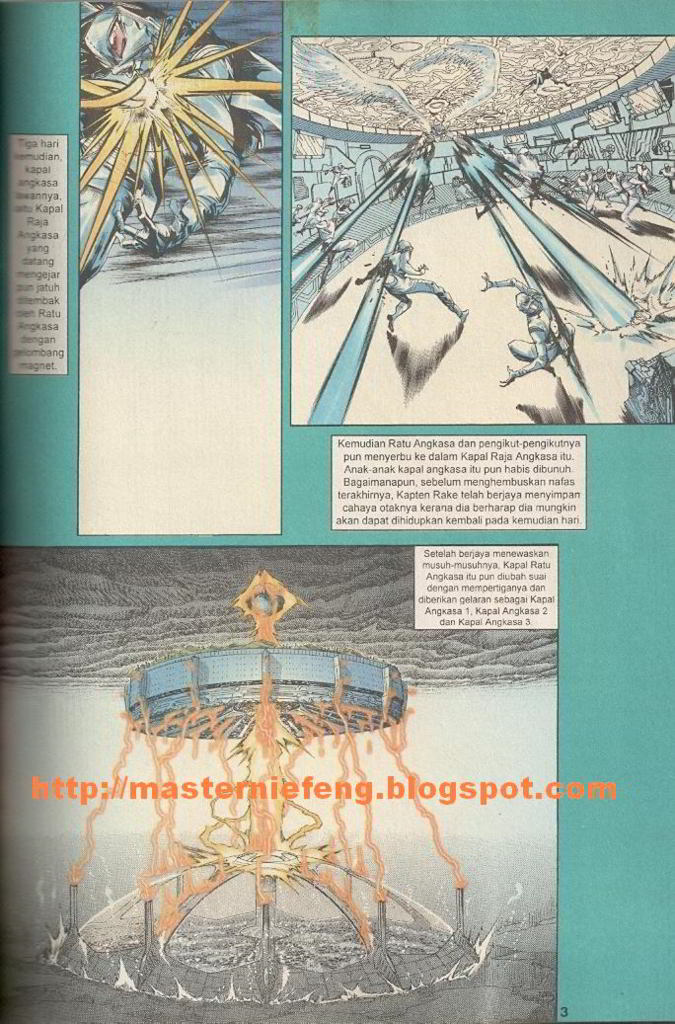 Tiga hari
kemudian,
kapal
angkasa
lawannya,
iaitu Kapal
Raja
Angkasa
yang
datang
mengejar
pun jatuh
ditembak
oleh Ratu
Angkasa
dengan
gelombang
magnet.
Kemudian Ratu Angkasa dan pengikut-pengikutnya
pun menyerbu ke dalam Kapal Raja Angkasa itu.
Anak-anak kapal angkasa itu pun habis dibunuh.
Bagaimanapun, sebelum menghembuskan nafas
terakhirnya, Kapten Rake telah berjaya menyimpan
cahaya otaknya kerana dia berharap dia mungkin
akan dapat dihidupkan kembali pada kemudian hari.
Setelah berjaya menewaskan
musuh-musuhnya, Kapal Ratu
Angkasa itu pun diubah suai
dengan mempertiganya dan
diberikan gelaran sebagai Kapal
Angkasa 1, Kapal Angkasa 2
dan Kapal Angkasa 3.
http://masterniefeng.blogspot.com
3